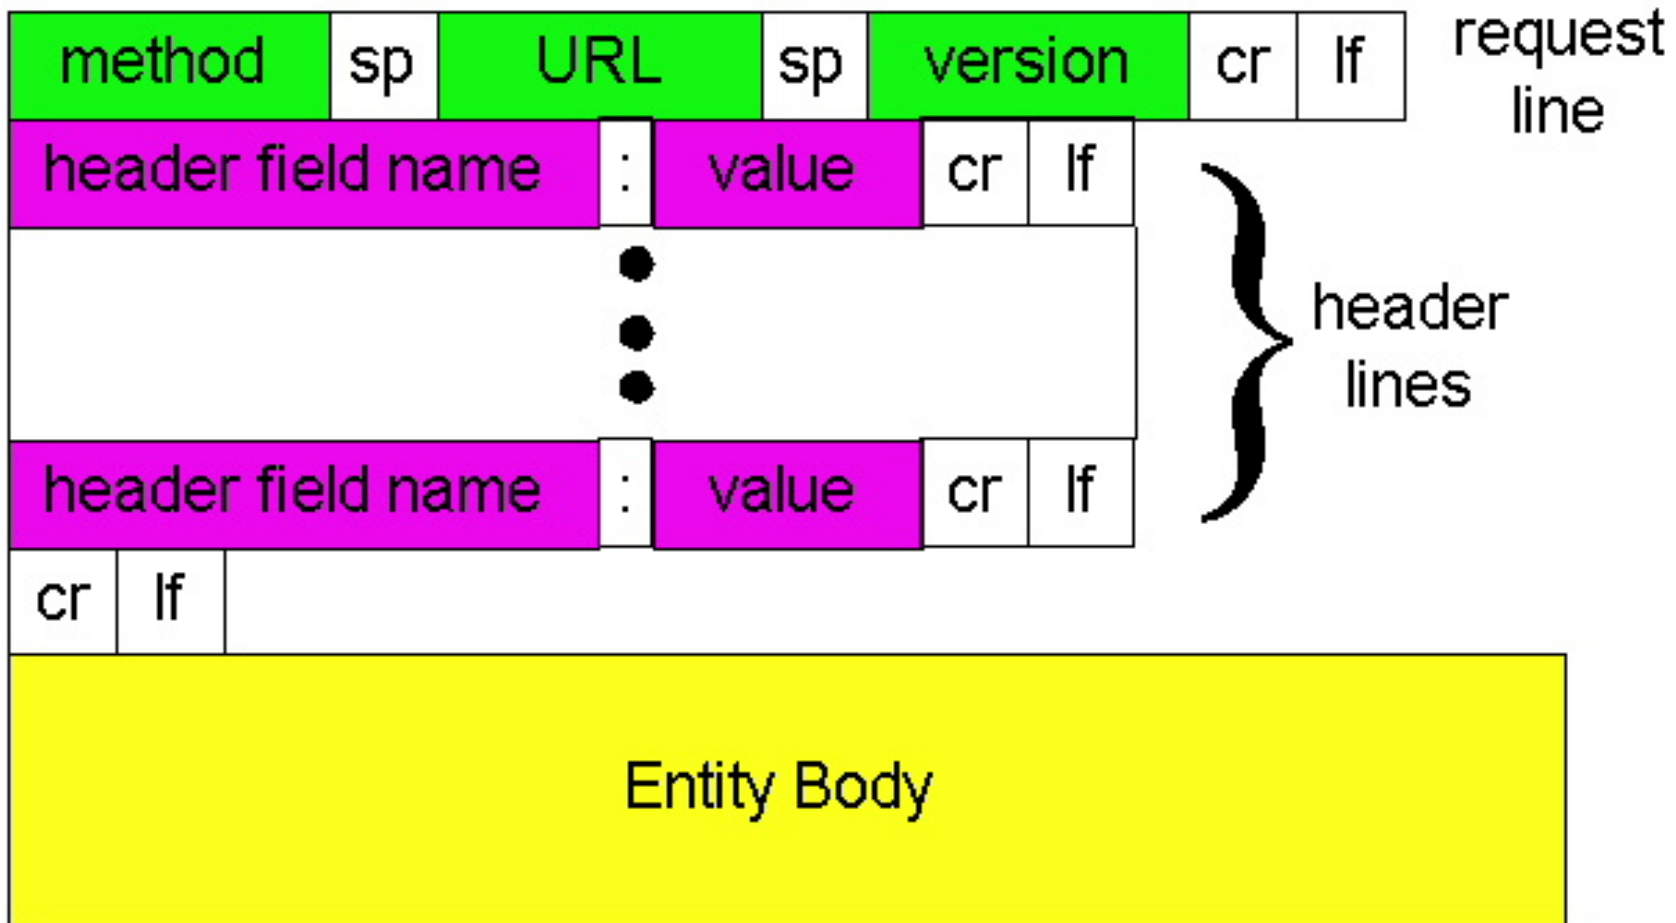 method sp URL sp version cr lf
request
line
header field name : value cr lf
header
lines
header field name : value cr lf
cr lf
Entity Body